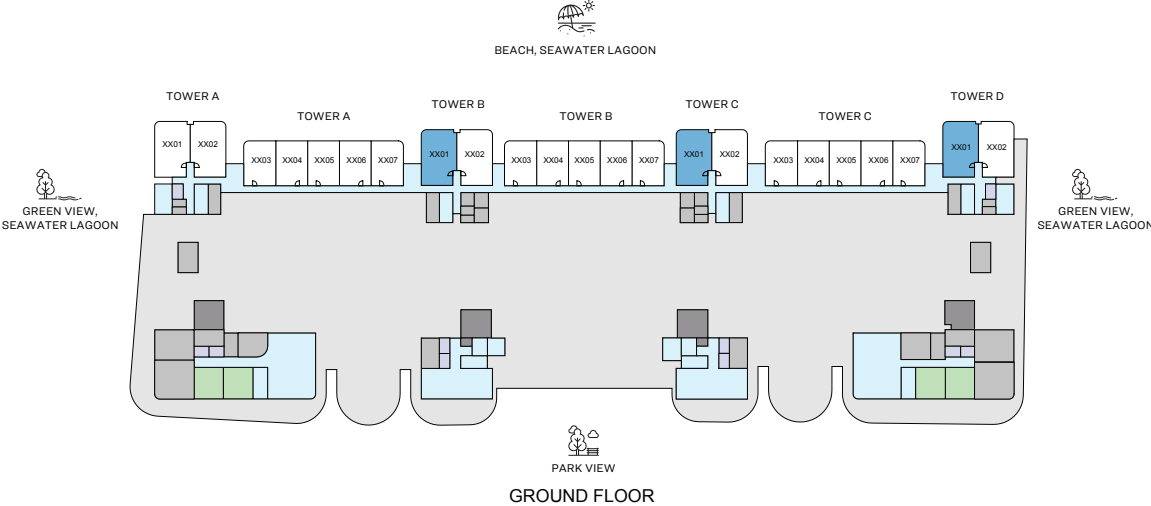 BEACH, SEAWATER LAGOON
TOWER A
TOWER A
TOWER B
TOWER B
TOWER C
TOWER C
TOWER D
XX01 XX02
XX03 XX04 XX05 XX06 XX07
XX01 XX02
XX03 XX04 XX05 XX06 XX07
XX01 XX02
XX03 XX04 XX05 XX06 XX07
XX01 XX02
GREEN VIEW,
SEAWATER LAGOON
GREEN VIEW,
SEAWATER LAGOON
PARK VIEW
GROUND FLOOR